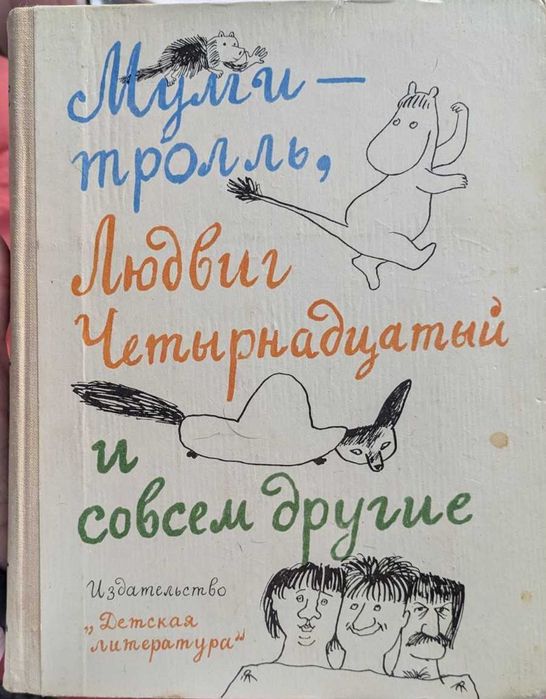 Муми-
тролль,
Людвиг
Четырнадцатый
и
совсем другие
Издательство
„Детская
литература“